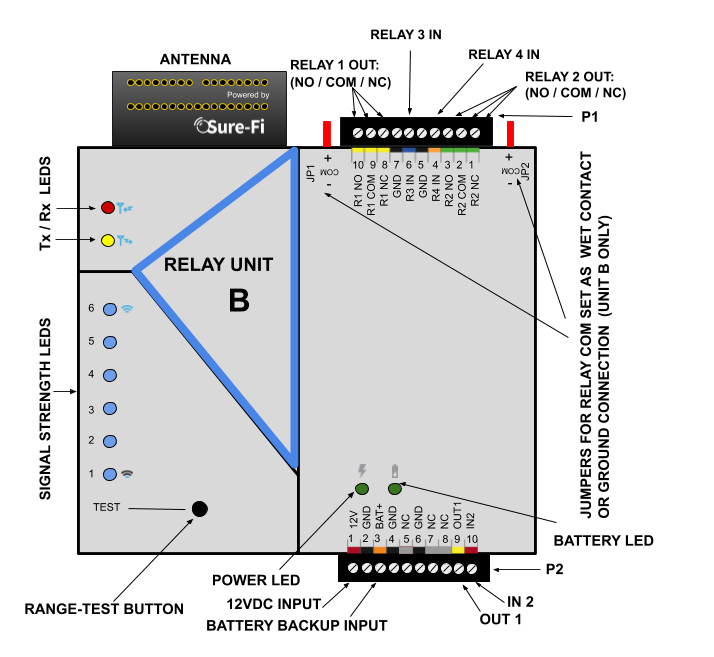 ANTENNA
Powered by
Sure-Fi
RELAY 3 IN
RELAY 4 IN
RELAY 1 OUT:
(NO / COM / NC)
RELAY 2 OUT:
(NO / COM / NC)
P1
+
COM
-
JP1
10 9 8 7 6 5 4 3 2 1
R1 NO
R1 COM
R1 NC
GND
R3 IN
GND
R4 IN
R2 NO
R2 COM
R2 NC
+
COM
-
JP2
Tx / Rx LEDS
RELAY UNIT
B
SIGNAL STRENGTH LEDS
6
5
4
3
2
1
TEST
JUMPERS FOR RELAY COM SET AS WET CONTACT
OR GROUND CONNECTION (UNIT B ONLY)
12V
GND
BAT+
GND
NC
GND
NC
NC
OUT1
IN2
1 2 3 4 5 6 7 8 9 10
BATTERY LED
POWER LED
P2
RANGE-TEST BUTTON
12VDC INPUT
BATTERY BACKUP INPUT
IN 2
OUT 1